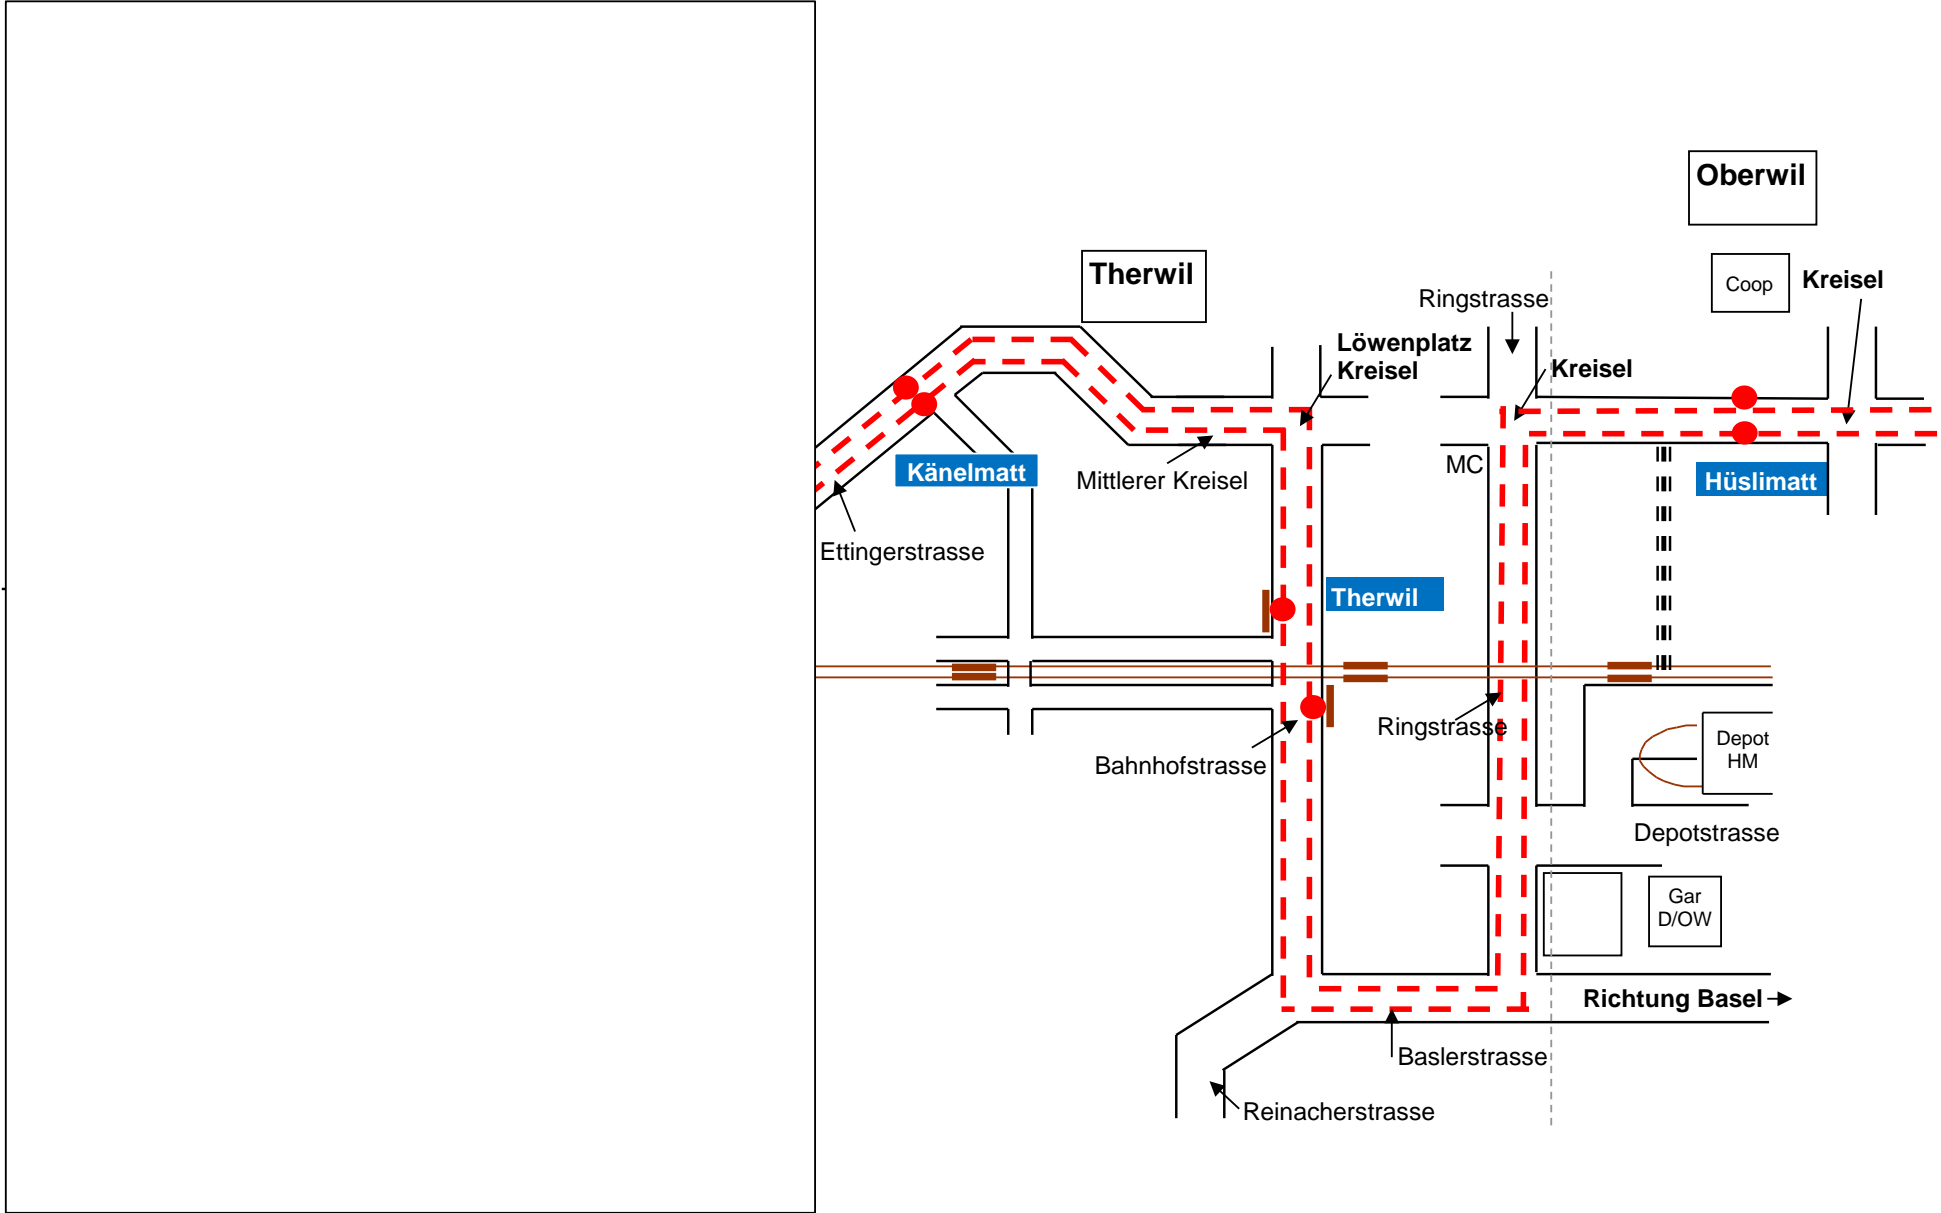 Oberwil
Therwil
Coop
Kreisel
Ringstrasse
Löwenplatz
Kreisel
Kreisel
Känelmatt
Mittlerer Kreisel
MC
Hüslimatt
Ettingerstrasse
Therwil
Ringstrasse
Bahnhofstrasse
Depot
HM
Depotstrasse
Gar
D/OW
Richtung Basel
Baslerstrasse
Reinacherstrasse